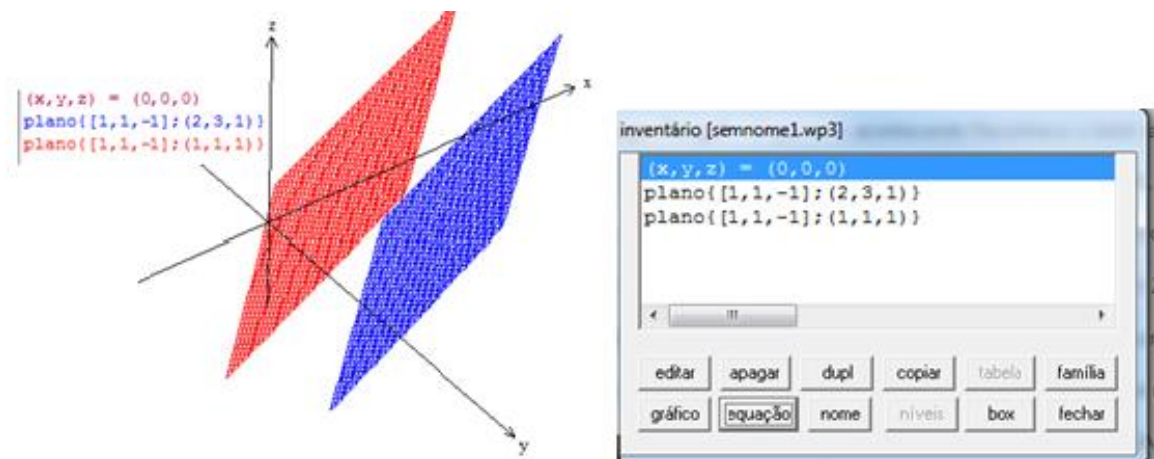 z
x
(x,y,z) = (0,0,0)
plano{[1,1,-1];(2,3,1)}
plano{[1,1,-1];(1,1,1)}
y
inventário [semnome1.wp3]
(x,y,z) = (0,0,0)
plano{[1,1,-1];(2,3,1)}
plano{[1,1,-1];(1,1,1)}
editar apagar dupl copiar tabela família
gráfico equação nome níveis box fechar